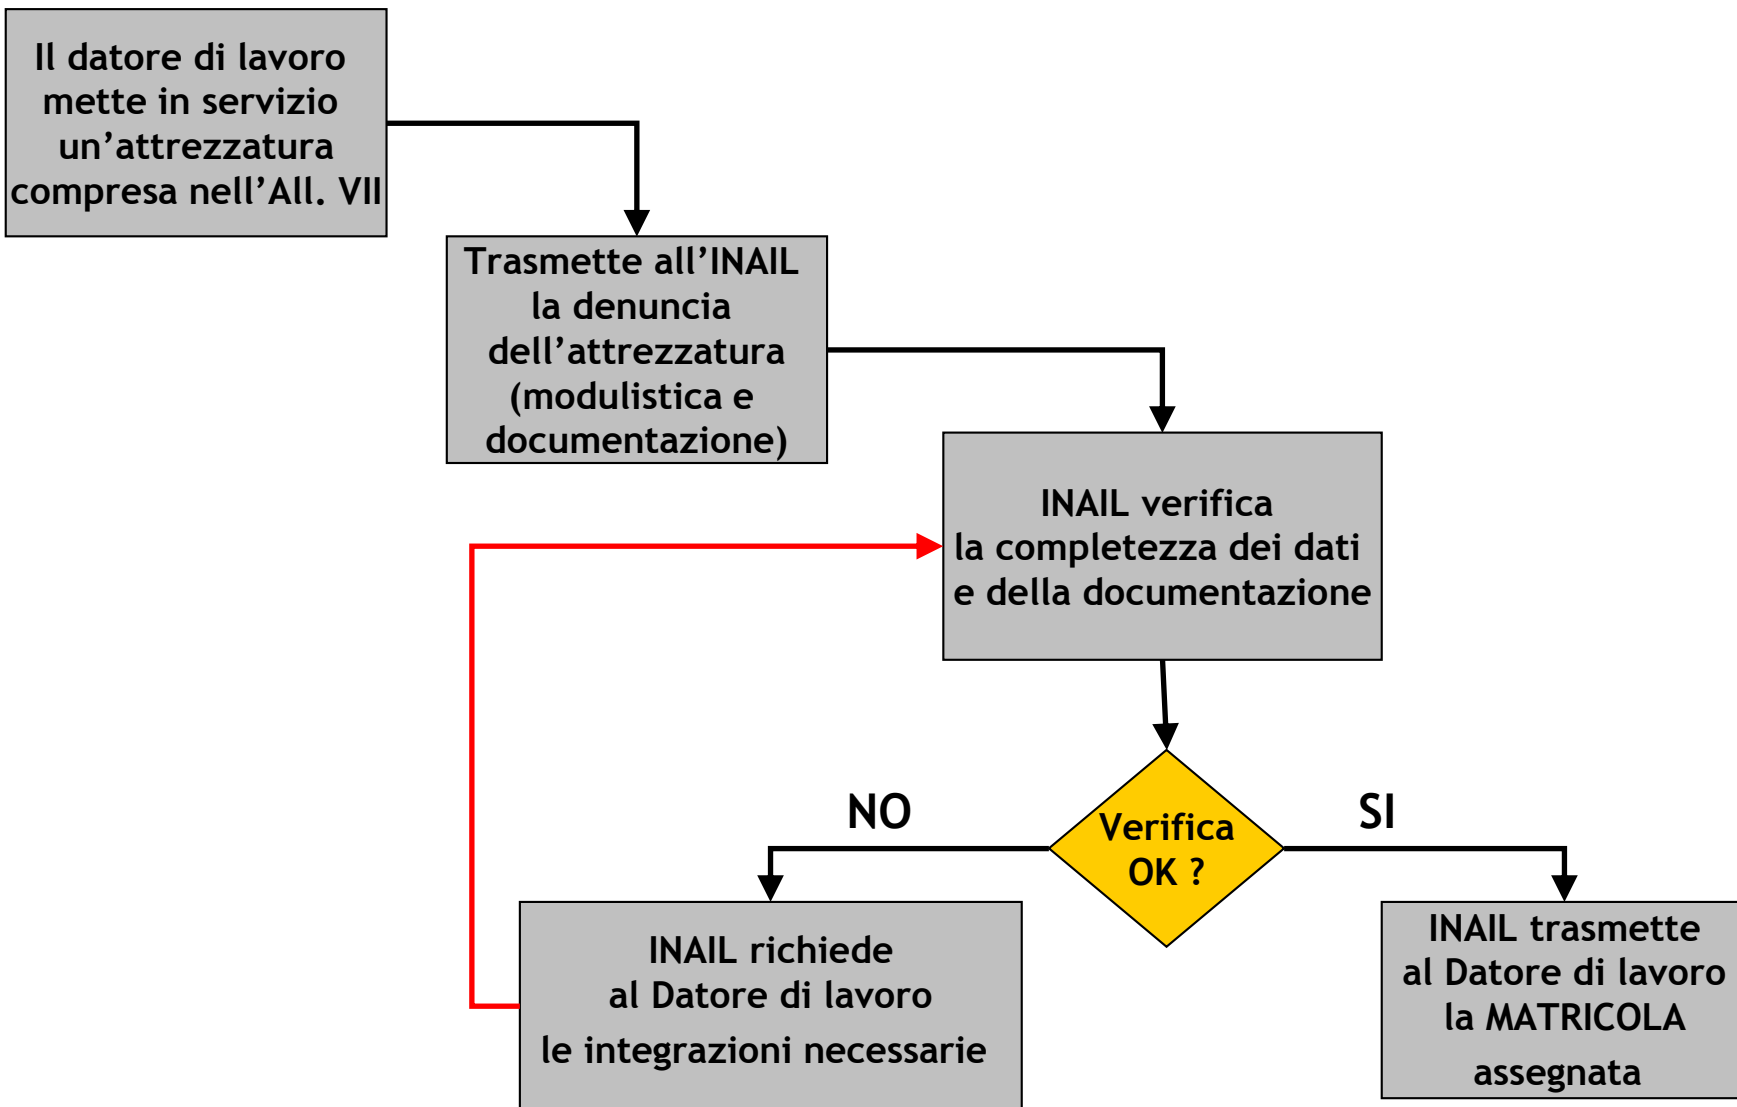 Il datore di lavoro
mette in servizio
un’attrezzatura
compresa nell’All. VII
Trasmette all’INAIL
la denuncia
dell’attrezzatura
(modulistica e
documentazione)
INAIL verifica
la completezza dei dati
e della documentazione
NO
SI
Verifica
OK ?
INAIL richiede
al Datore di lavoro
le integrazioni necessarie
INAIL trasmette
al Datore di lavoro
la MATRICOLA
assegnata